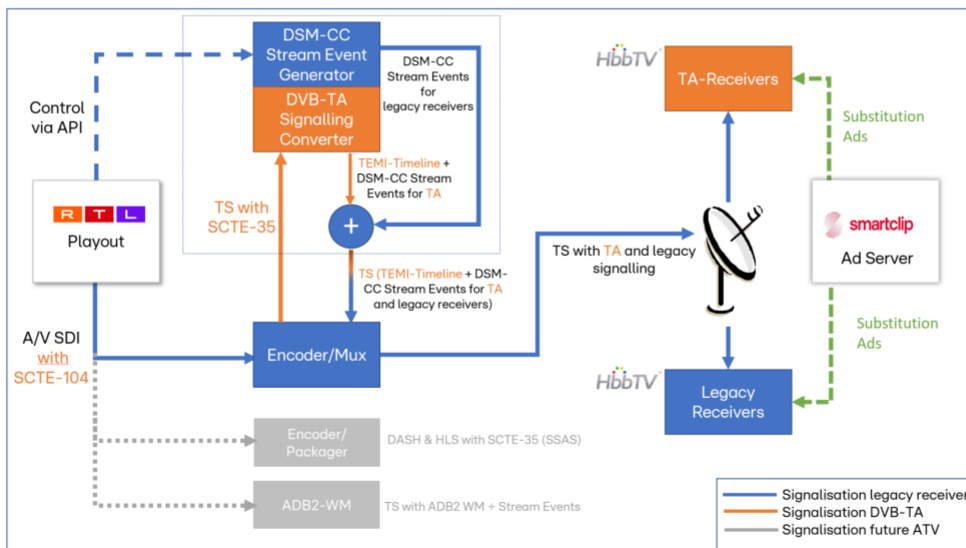 DSM-CC
Stream Event
Generator
DVB-TA
Signalling
Converter
DSM-CC
Stream Events
for
legacy receivers
HbbTV
TA-Receivers
Control
via API
Substitution
Ads
TEMI-Timeline +
DSM-CC Stream
Events for TA
RTL
Playout
TS with
SCTE-35
+
smartclip
Ad Server
TS with TA and legacy
signalling
TS (TEMI-Timeline + DSM-
CC Stream Events for TA
and legacy receivers)
A/V SDI
with
SCTE-104
Encoder/Mux
Substitution
Ads
HbbTV
Legacy
Receivers
Encoder/
Packager
DASH & HLS with SCTE-35 (SSAS)
ADB2-WM
TS with ADB2 WM + Stream Events
Signalisation legacy receiver
Signalisation DVB-TA
Signalisation future ATV